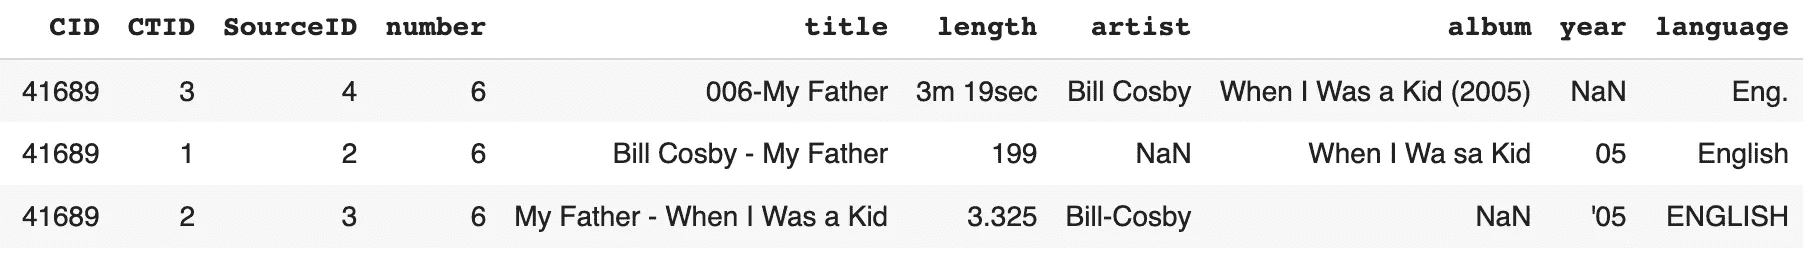 CID CTID SourceID number title length artist album year language
41689 3 4 6 006-My Father 3m 19sec Bill Cosby When I Was a Kid (2005) NaN Eng.
41689 1 2 6 Bill Cosby - My Father 199 NaN When I Wa sa Kid 05 English
41689 2 3 6 My Father - When I Was a Kid 3.325 Bill-Cosby NaN '05 ENGLISH